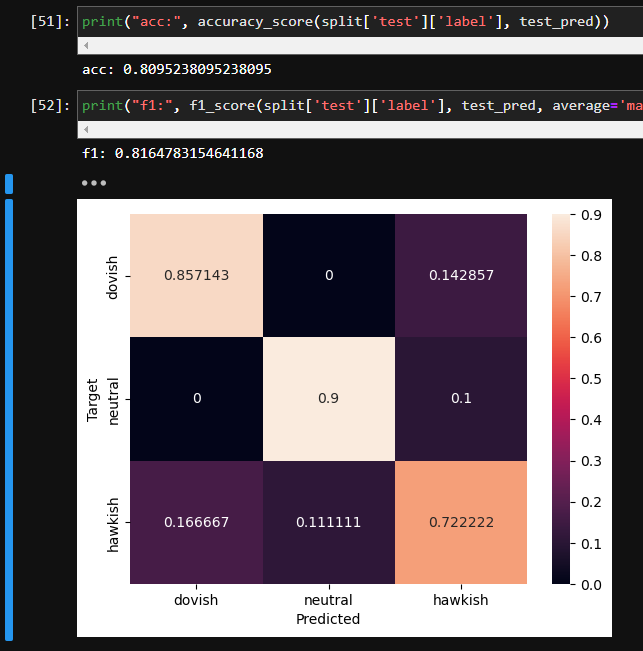 [51]: print("acc:", accuracy_score(split['test']['label'], test_pred))
acc: 0.8095238095238095
[52]: print("f1:", f1_score(split['test']['label'], test_pred, average='ma
f1: 0.8164783154641168
•••
dovish
0.857143
0
0.142857
Target
neutral
0
0.9
0.1
hawkish
0.166667
0.111111
0.722222
dovish
neutral
hawkish
Predicted
0.9
0.8
0.7
0.6
0.5
0.4
0.3
0.2
0.1
0.0